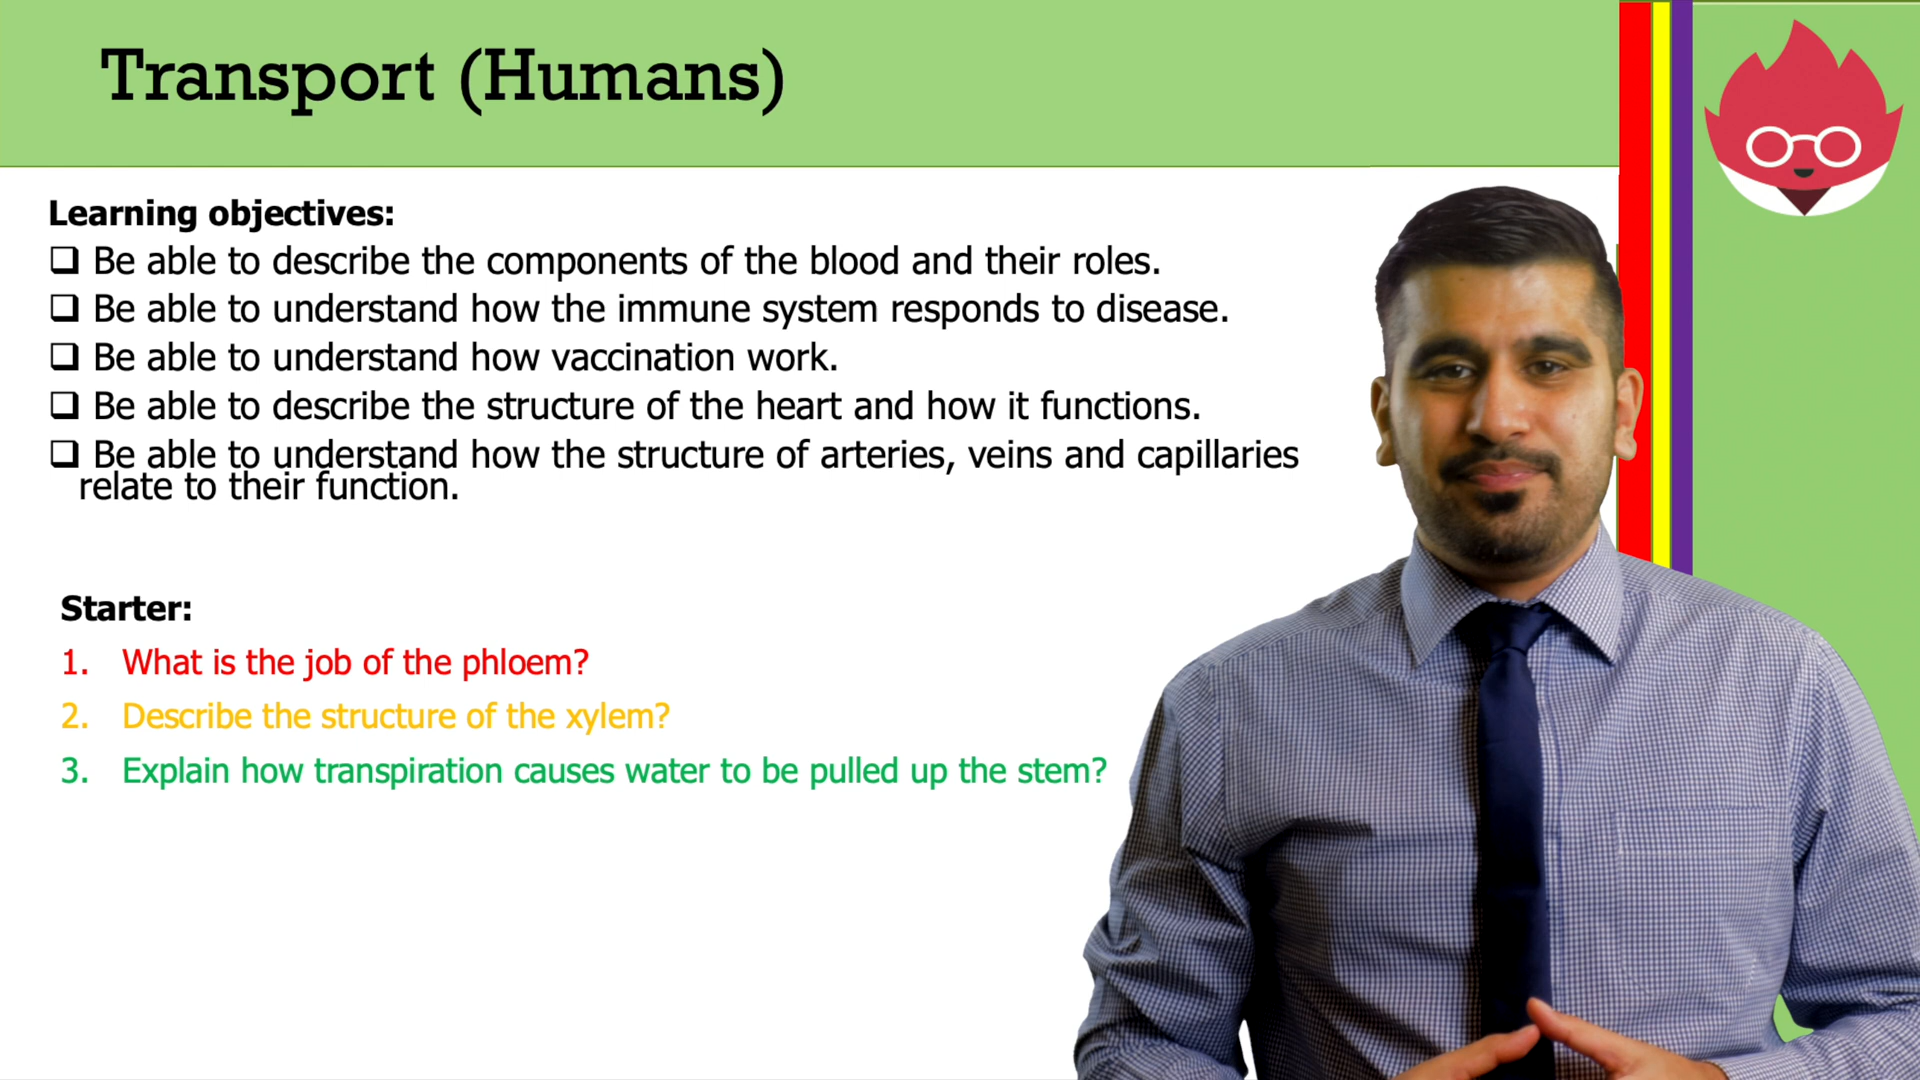 Transport (Humans)
Learning objectives:
❑ Be able to describe the components of the blood and their roles.
❑ Be able to understand how the immune system responds to disease.
❑ Be able to understand how vaccination work.
❑ Be able to describe the structure of the heart and how it functions.
❑ Be able to understand how the structure of arteries, veins and capillaries
relate to their function.
Starter:
1. What is the job of the phloem?
2. Describe the structure of the xylem?
3. Explain how transpiration causes water to be pulled up the stem?